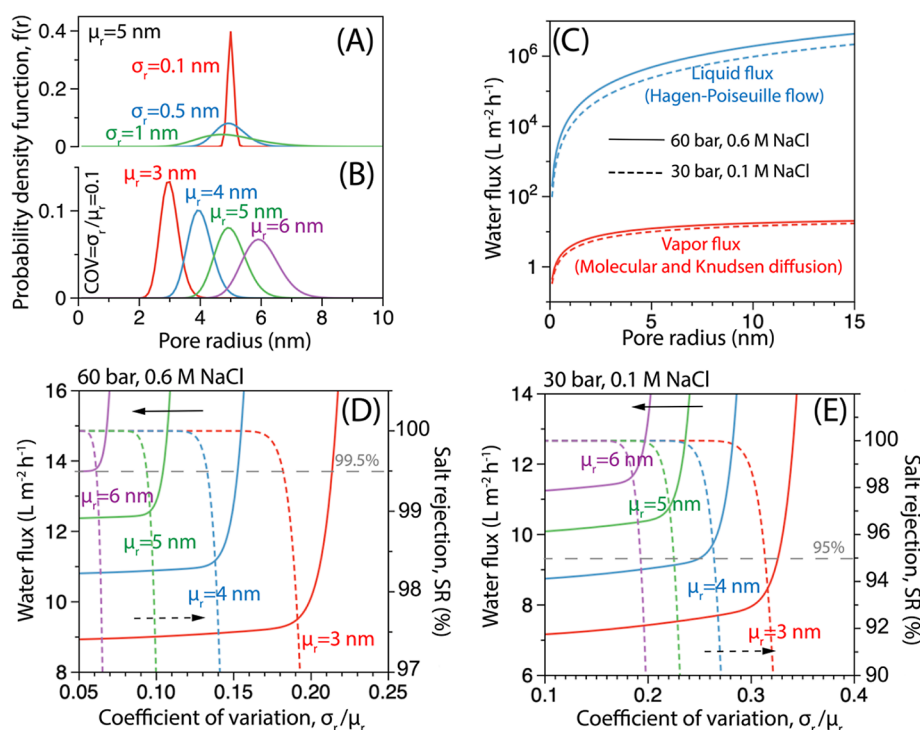 Probability density function, f(r)
0.4
0.2
0
μr=5 nm
(A)
σr=0.1 nm
σr=0.5 nm
σr=1 nm
COV=σr/μr=0.1
0.1
0
(B)
μr=3 nm
μr=4 nm
μr=5 nm
μr=6 nm
0 2 4 6 8 10
Pore radius (nm)
Water flux (L m⁻² h⁻¹)
10⁶
10⁴
10²
1
(C)
Liquid flux
(Hagen-Poiseuille flow)
60 bar, 0.6 M NaCl
30 bar, 0.1 M NaCl
Vapor flux
(Molecular and Knudsen diffusion)
0 5 10 15
Pore radius (nm)
60 bar, 0.6 M NaCl
(D)
Water flux (L m⁻² h⁻¹)
16
14
12
11
10
9
8
99.5%
μr=6 nm
μr=5 nm
μr=4 nm
μr=3 nm
100
99
98
97
Salt rejection, SR (%)
0.05 0.10 0.15 0.20 0.25
Coefficient of variation, σr/μr
30 bar, 0.1 M NaCl
(E)
Water flux (L m⁻² h⁻¹)
14
12
10
9
8
7
6
μr=6 nm
μr=5 nm
95%
μr=4 nm
μr=3 nm
100
98
96
94
92
91
90
Salt rejection, SR (%)
0.1 0.2 0.3 0.4
Coefficient of variation, σr/μr